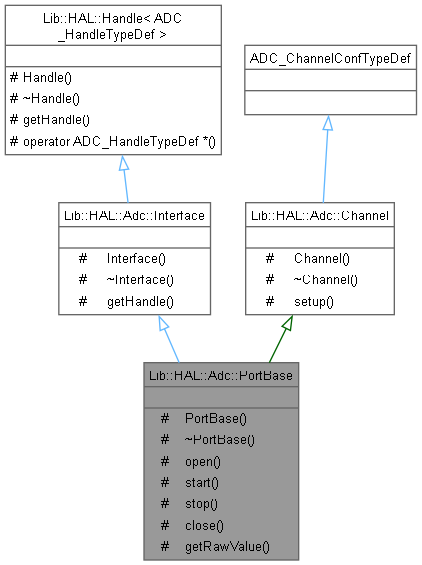 Lib::HAL::Handle< ADC
_HandleTypeDef >
# Handle()
# ~Handle()
# getHandle()
# operator ADC_HandleTypeDef *()
ADC_ChannelConfTypeDef
Lib::HAL::Adc::Interface
# Interface()
# ~Interface()
# getHandle()
Lib::HAL::Adc::Channel
# Channel()
# ~Channel()
# setup()
Lib::HAL::Adc::PortBase
# PortBase()
# ~PortBase()
# open()
# start()
# stop()
# close()
# getRawValue()